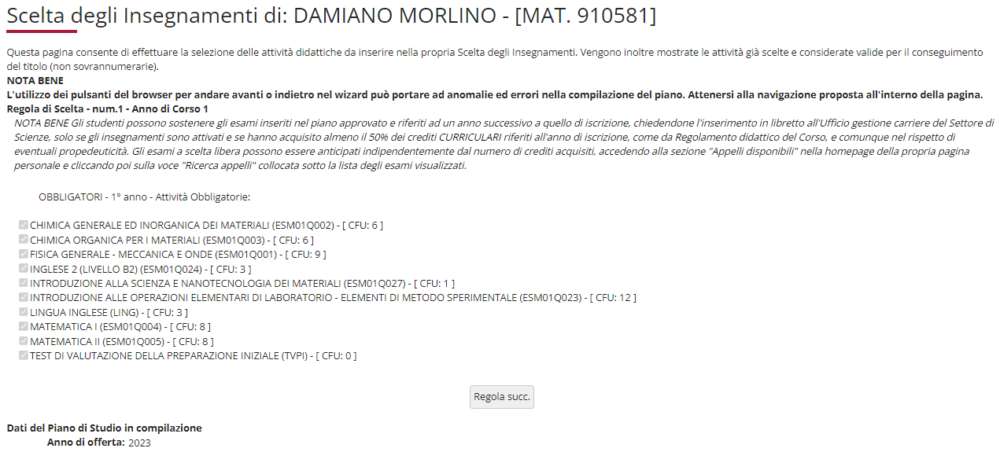 Scelta degli Insegnamenti di: DAMIANO MORLINO - [MAT. 910581]
Questa pagina consente di effettuare la selezione delle attività didattiche da inserire nella propria Scelta degli Insegnamenti. Vengono inoltre mostrate le attività già scelte e considerate valide per il conseguimento
del titolo (non sovrannumerarie).
NOTA BENE
L'utilizzo dei pulsanti del browser per andare avanti o indietro nel wizard può portare ad anomalie ed errori nella compilazione del piano. Attenersi alla navigazione proposta all'interno della pagina.
Regola di Scelta - num.1 - Anno di Corso 1
NOTA BENE Gli studenti possono sostenere gli esami inseriti nel piano approvato e riferiti ad un anno successivo a quello di iscrizione, chiedendone l'inserimento in libretto all'Ufficio gestione carriere del Settore di
Scienze, solo se gli insegnamenti sono attivati e se hanno acquisito almeno il 50% dei crediti CURRICULARI riferiti all'anno di iscrizione, come da Regolamento didattico del Corso, e comunque nel rispetto di
eventuali propedeuticità. Gli esami a scelta libera possono essere anticipati indipendentemente dal numero di crediti acquisiti, accedendo alla sezione "Appelli disponibili" nella homepage della propria pagina
personale e cliccando poi sulla voce "Ricerca appelli" collocata sotto la lista degli esami visualizzati.
OBBLIGATORI - 1° anno - Attività Obbligatorie:
CHIMICA GENERALE ED INORGANICA DEI MATERIALI (ESM01Q002) - [ CFU: 6 ]
CHIMICA ORGANICA PER I MATERIALI (ESM01Q003) - [ CFU: 6 ]
FISICA GENERALE - MECCANICA E ONDE (ESM01Q001) - [ CFU: 9 ]
INGLESE 2 (LIVELLO B2) (ESM01Q024) - [ CFU: 3 ]
INTRODUZIONE ALLA SCIENZA E NANOTECNOLOGIA DEI MATERIALI (ESM01Q027) - [ CFU: 1 ]
INTRODUZIONE ALLE OPERAZIONI ELEMENTARI DI LABORATORIO - ELEMENTI DI METODO SPERIMENTALE (ESM01Q023) - [ CFU: 12 ]
LINGUA INGLESE (LING) - [ CFU: 3 ]
MATEMATICA I (ESM01Q004) - [ CFU: 8 ]
MATEMATICA II (ESM01Q005) - [ CFU: 8 ]
TEST DI VALUTAZIONE DELLA PREPARAZIONE INIZIALE (TVPI) - [ CFU: 0 ]
Regola succ.
Dati del Piano di Studio in compilazione
Anno di offerta: 2023